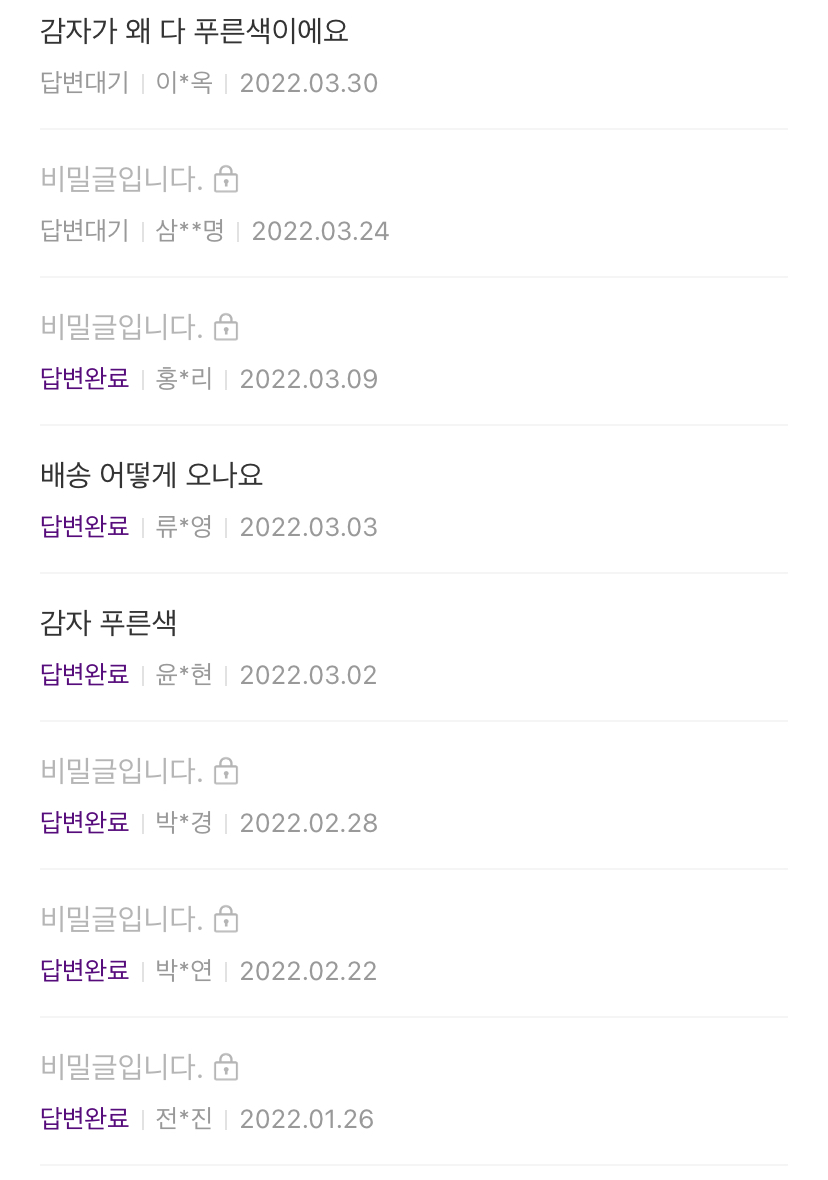 감자가 왜 다 푸른색이에요
답변대기 | 이*옥 | 2022.03.30
비밀글입니다.
답변대기 | 삼**명 | 2022.03.24
비밀글입니다.
답변완료 | 홍*리 | 2022.03.09
배송 어떻게 오나요
답변완료 | 류*영 | 2022.03.03
감자 푸른색
답변완료 | 윤*현 | 2022.03.02
비밀글입니다.
답변완료 | 박*경 | 2022.02.28
비밀글입니다.
답변완료 | 박*연 | 2022.02.22
비밀글입니다.
답변완료 | 전*진 | 2022.01.26